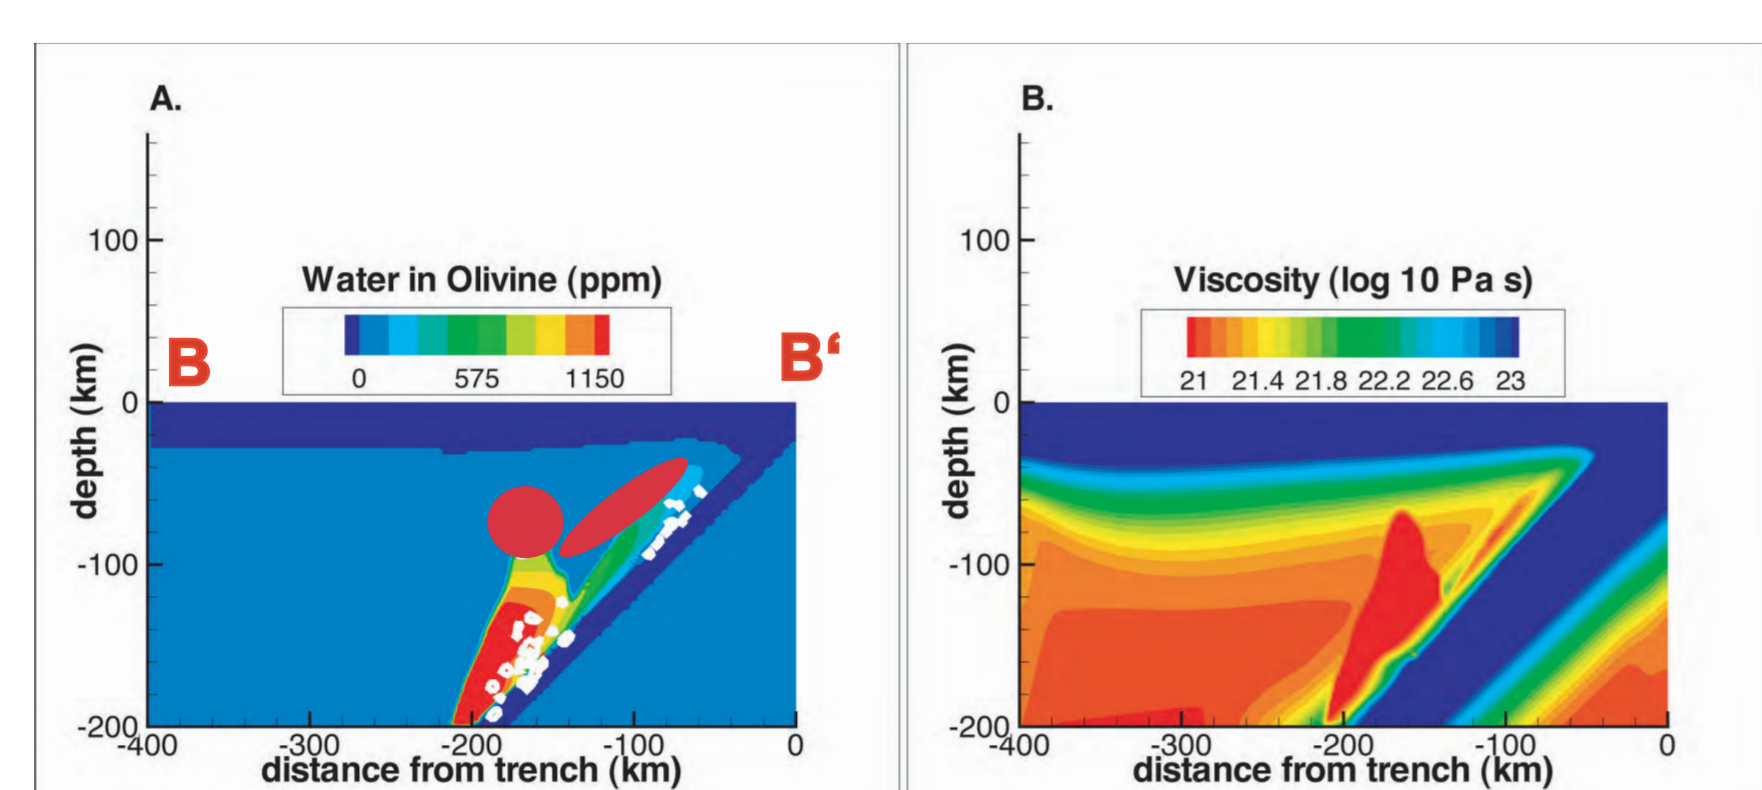 A.
100
Water in Olivine (ppm)
0 575 1150
B B‘
0
depth (km)
-100
-200
-400 -300 -200 -100 0
distance from trench (km)
B.
100
Viscosity (log 10 Pa s)
21 21.4 21.8 22.2 22.6 23
0
depth (km)
-100
-200
-400 -300 -200 -100 0
distance from trench (km)